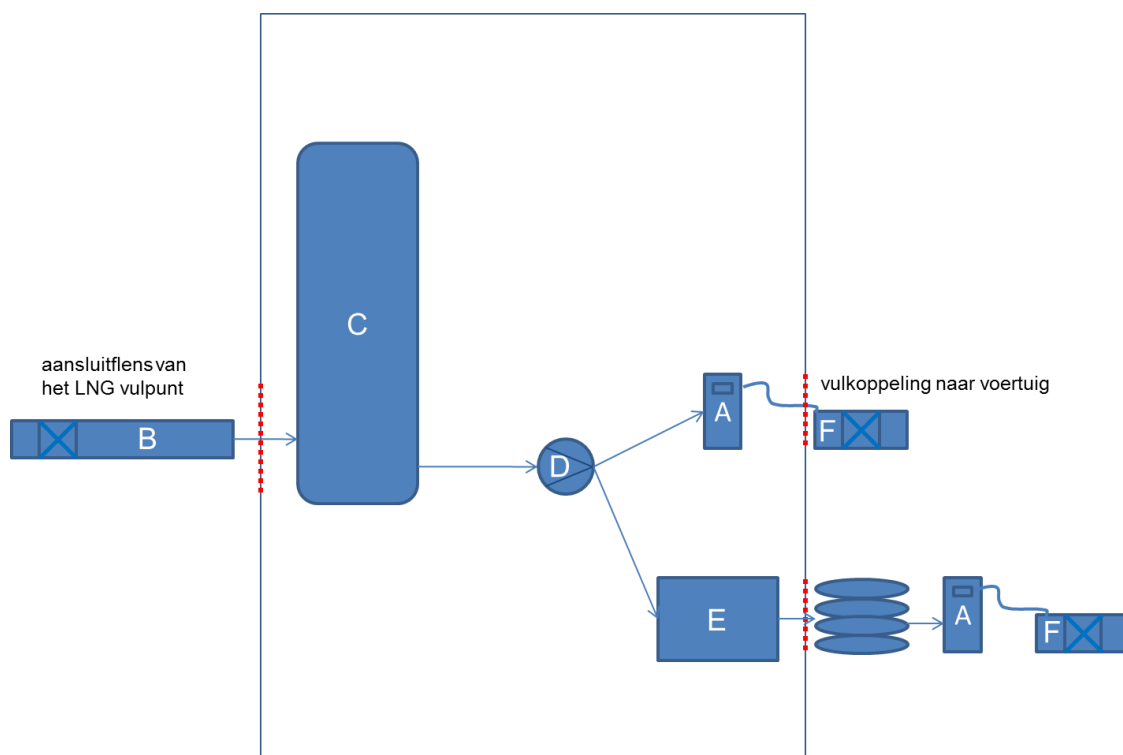 C
aansluitflens van
het LNG vulpunt
vulkoppeling naar voertuig
A
B
F
D
E
A
F